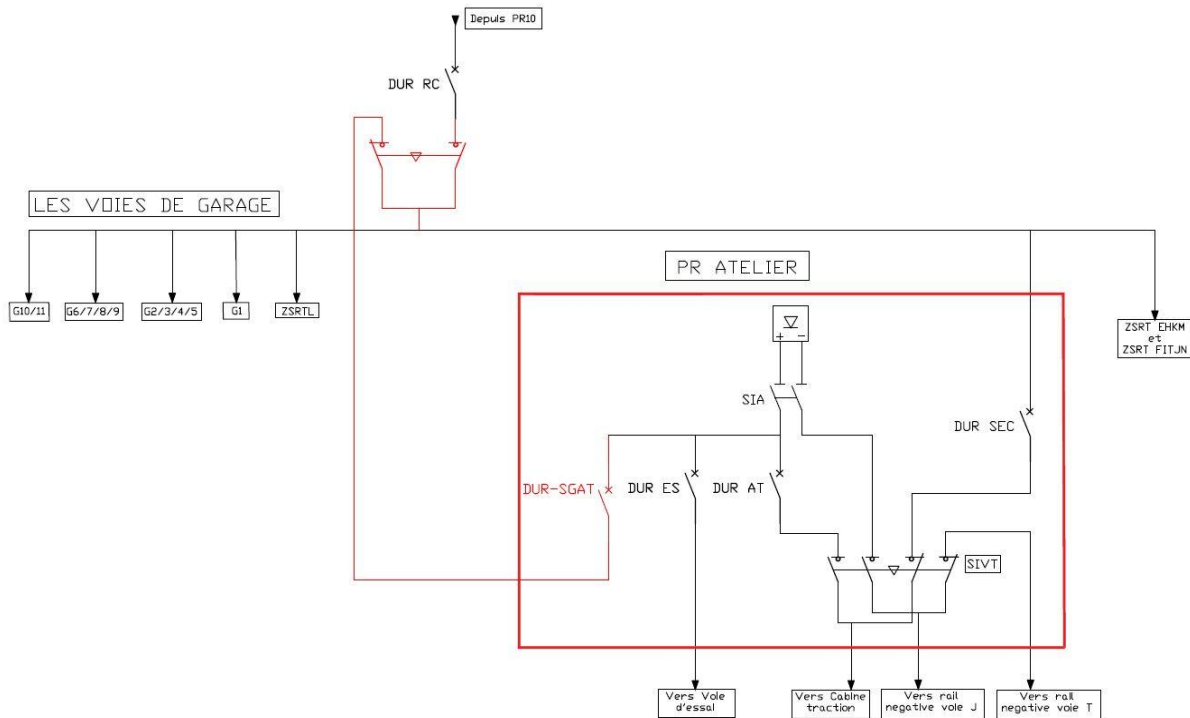 Depuis PR10
DUR RC
LES VOIES DE GARAGE
PR ATELIER
G10/11
G6/7/8/9
G2/3/4/5
G1
ZSRTL
ZSRT EHKM
et
ZSRT FITJN
+ -
SIA
DUR SEC
DUR-SGAT
DUR ES
DUR AT
SIVT
Vers Voie
d'essai
Vers Cabine
traction
Vers rail
negative voie J
Vers rail
negative voie T